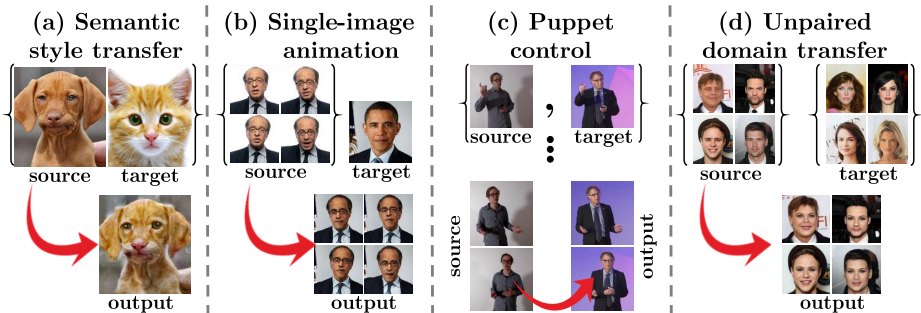 (a) Semantic
style transfer
source
target
output
(b) Single-image
animation
source
target
output
(c) Puppet
control
source
,
target
source
output
(d) Unpaired
domain transfer
source
target
output